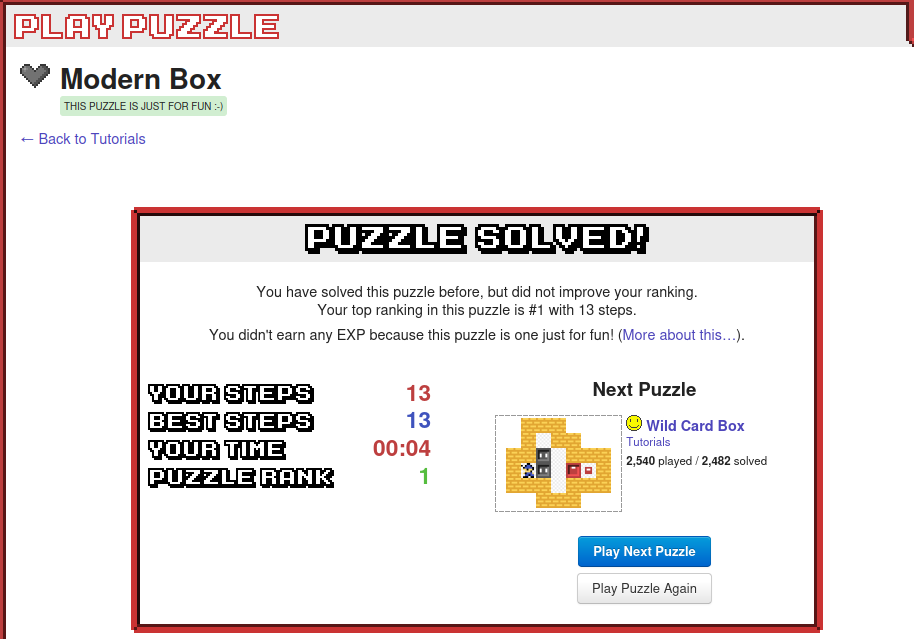 PLAY PUZZLE
Modern Box
THIS PUZZLE IS JUST FOR FUN :-)
← Back to Tutorials
PUZZLE SOLVED!
You have solved this puzzle before, but did not improve your ranking.
Your top ranking in this puzzle is #1 with 13 steps.
You didn't earn any EXP because this puzzle is one just for fun! (More about this…).
YOUR STEPS 13
BEST STEPS 13
YOUR TIME 00:04
PUZZLE RANK 1
Next Puzzle
Wild Card Box
Tutorials
2,540 played / 2,482 solved
Play Next Puzzle
Play Puzzle Again